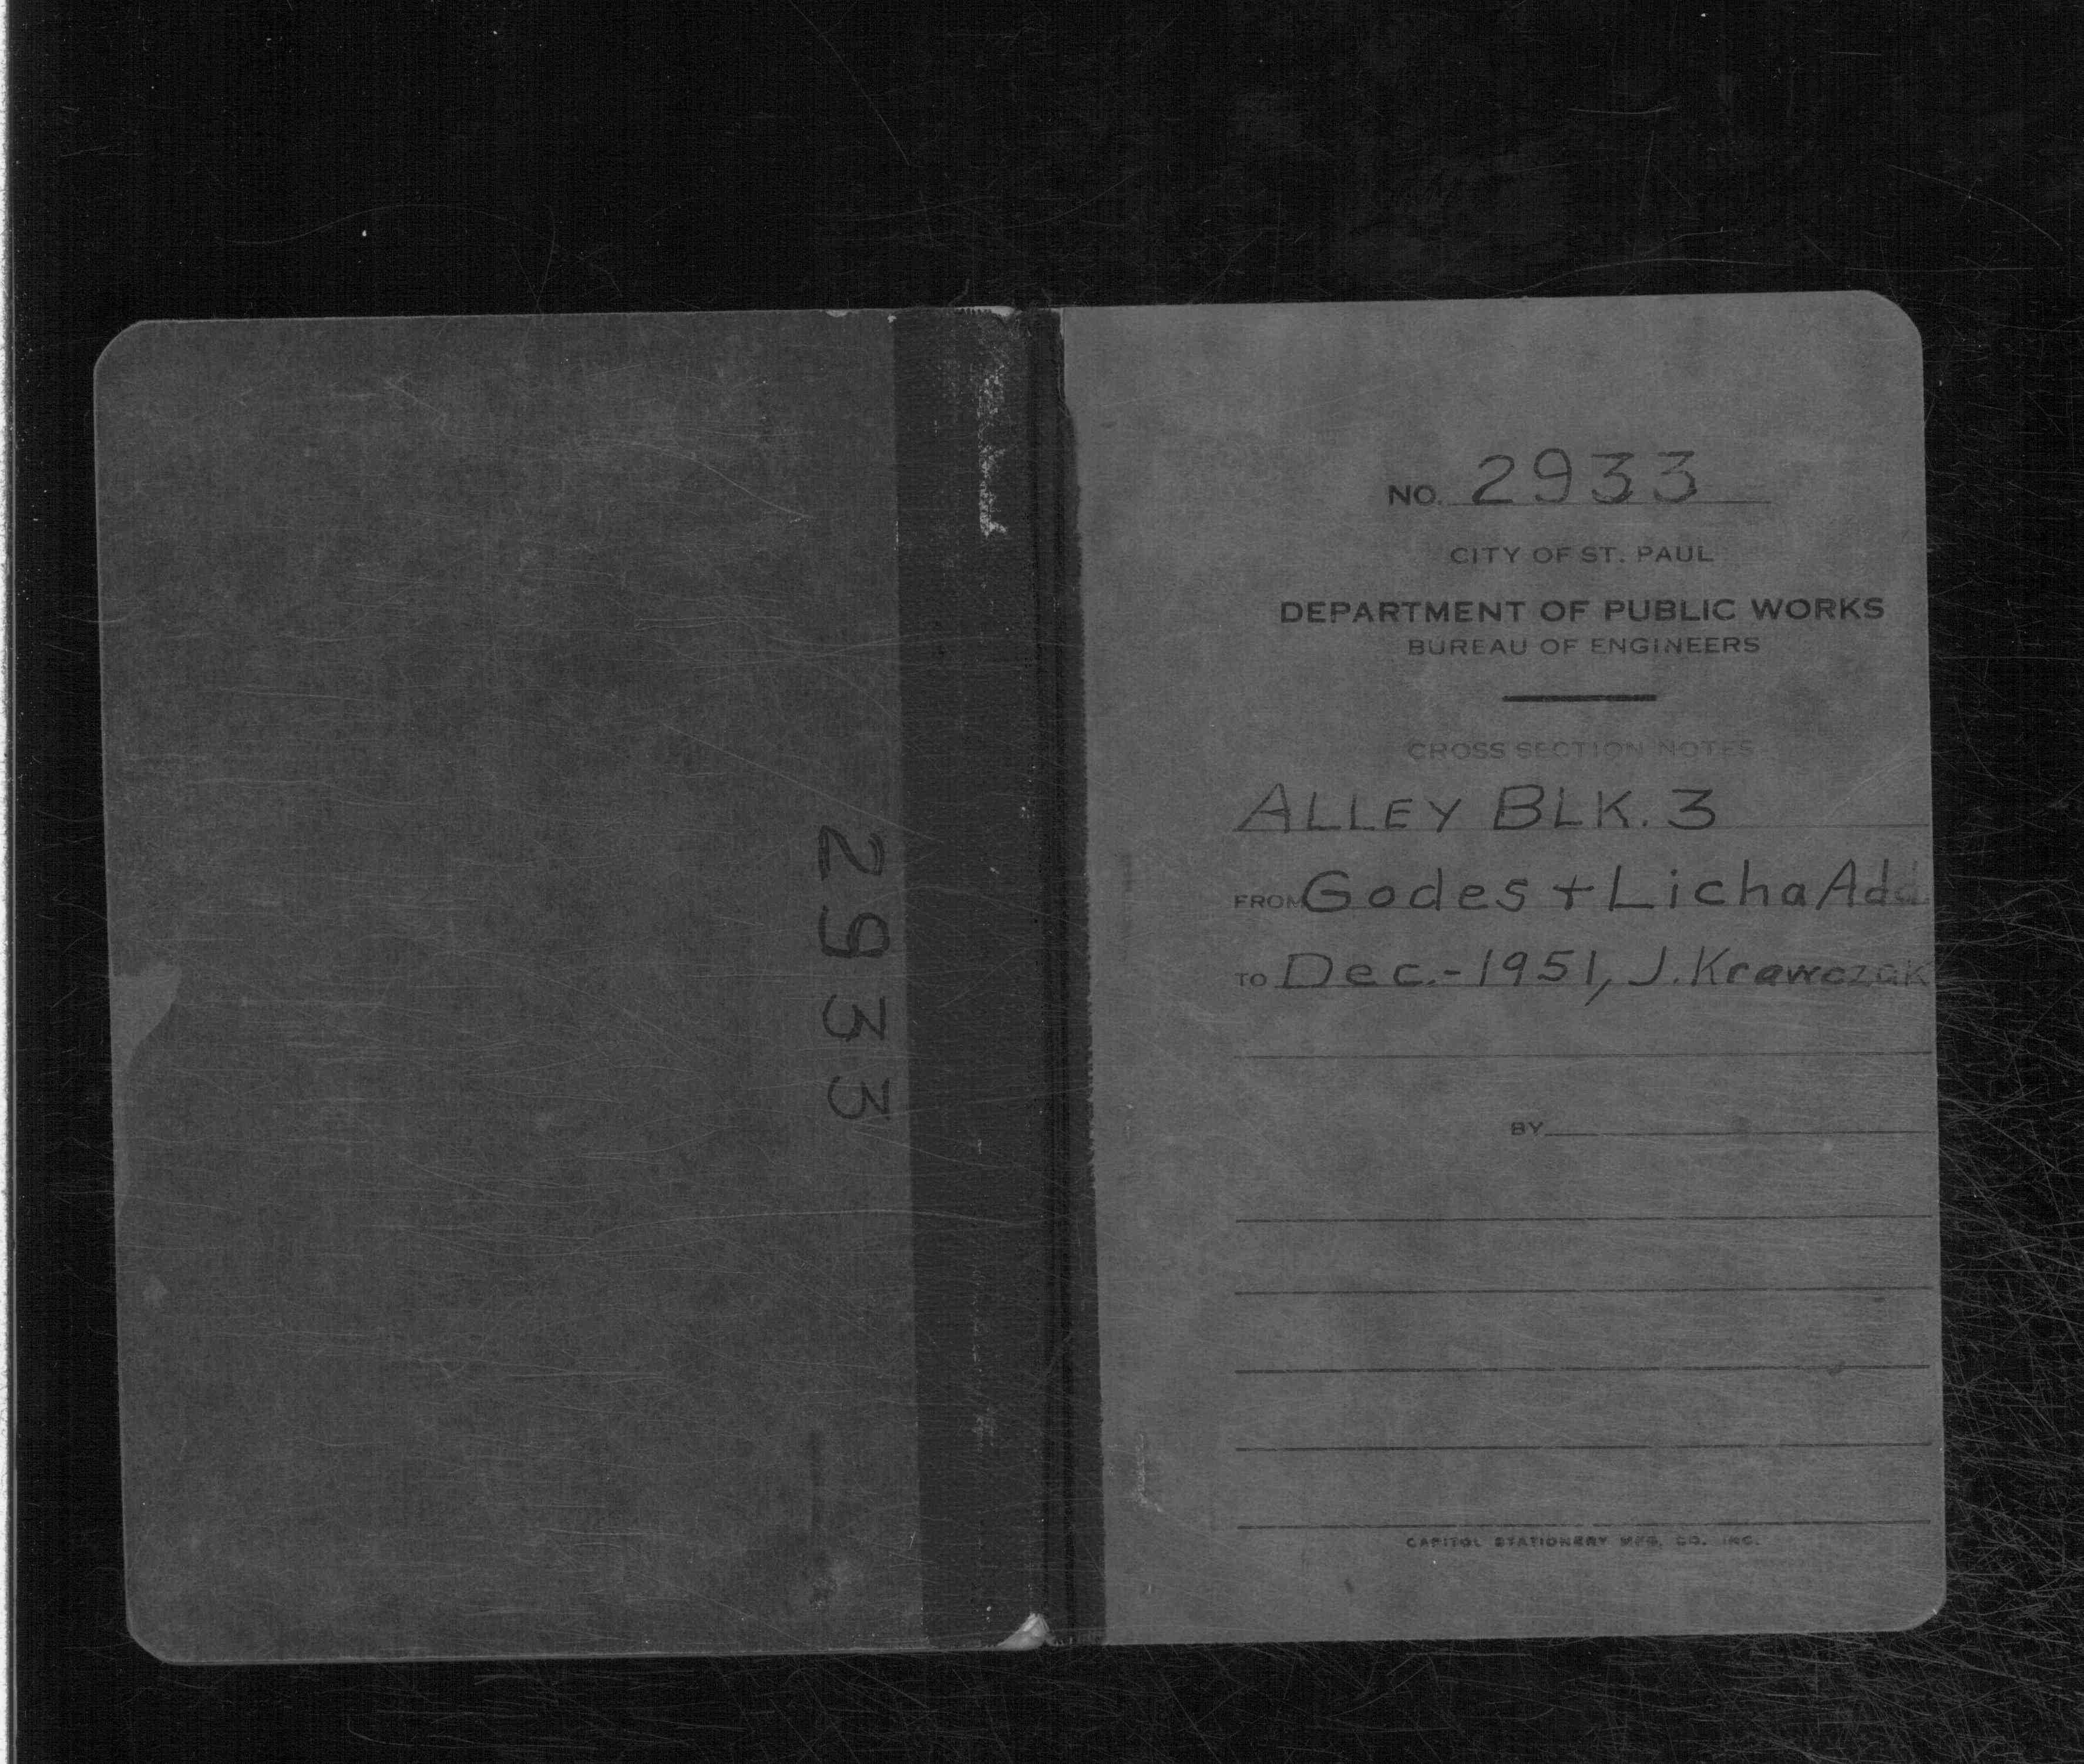 2933
NO. 2933
CITY OF ST. PAUL
DEPARTMENT OF PUBLIC WORKS
BUREAU OF ENGINEERS
CROSS SECTION NOTES
ALLEY BLK. 3
FROM Godes + Licha Add.
TO Dec.-1951, J. Krawczak
BY
CAPITOL STATIONERY MFG. CO. INC.